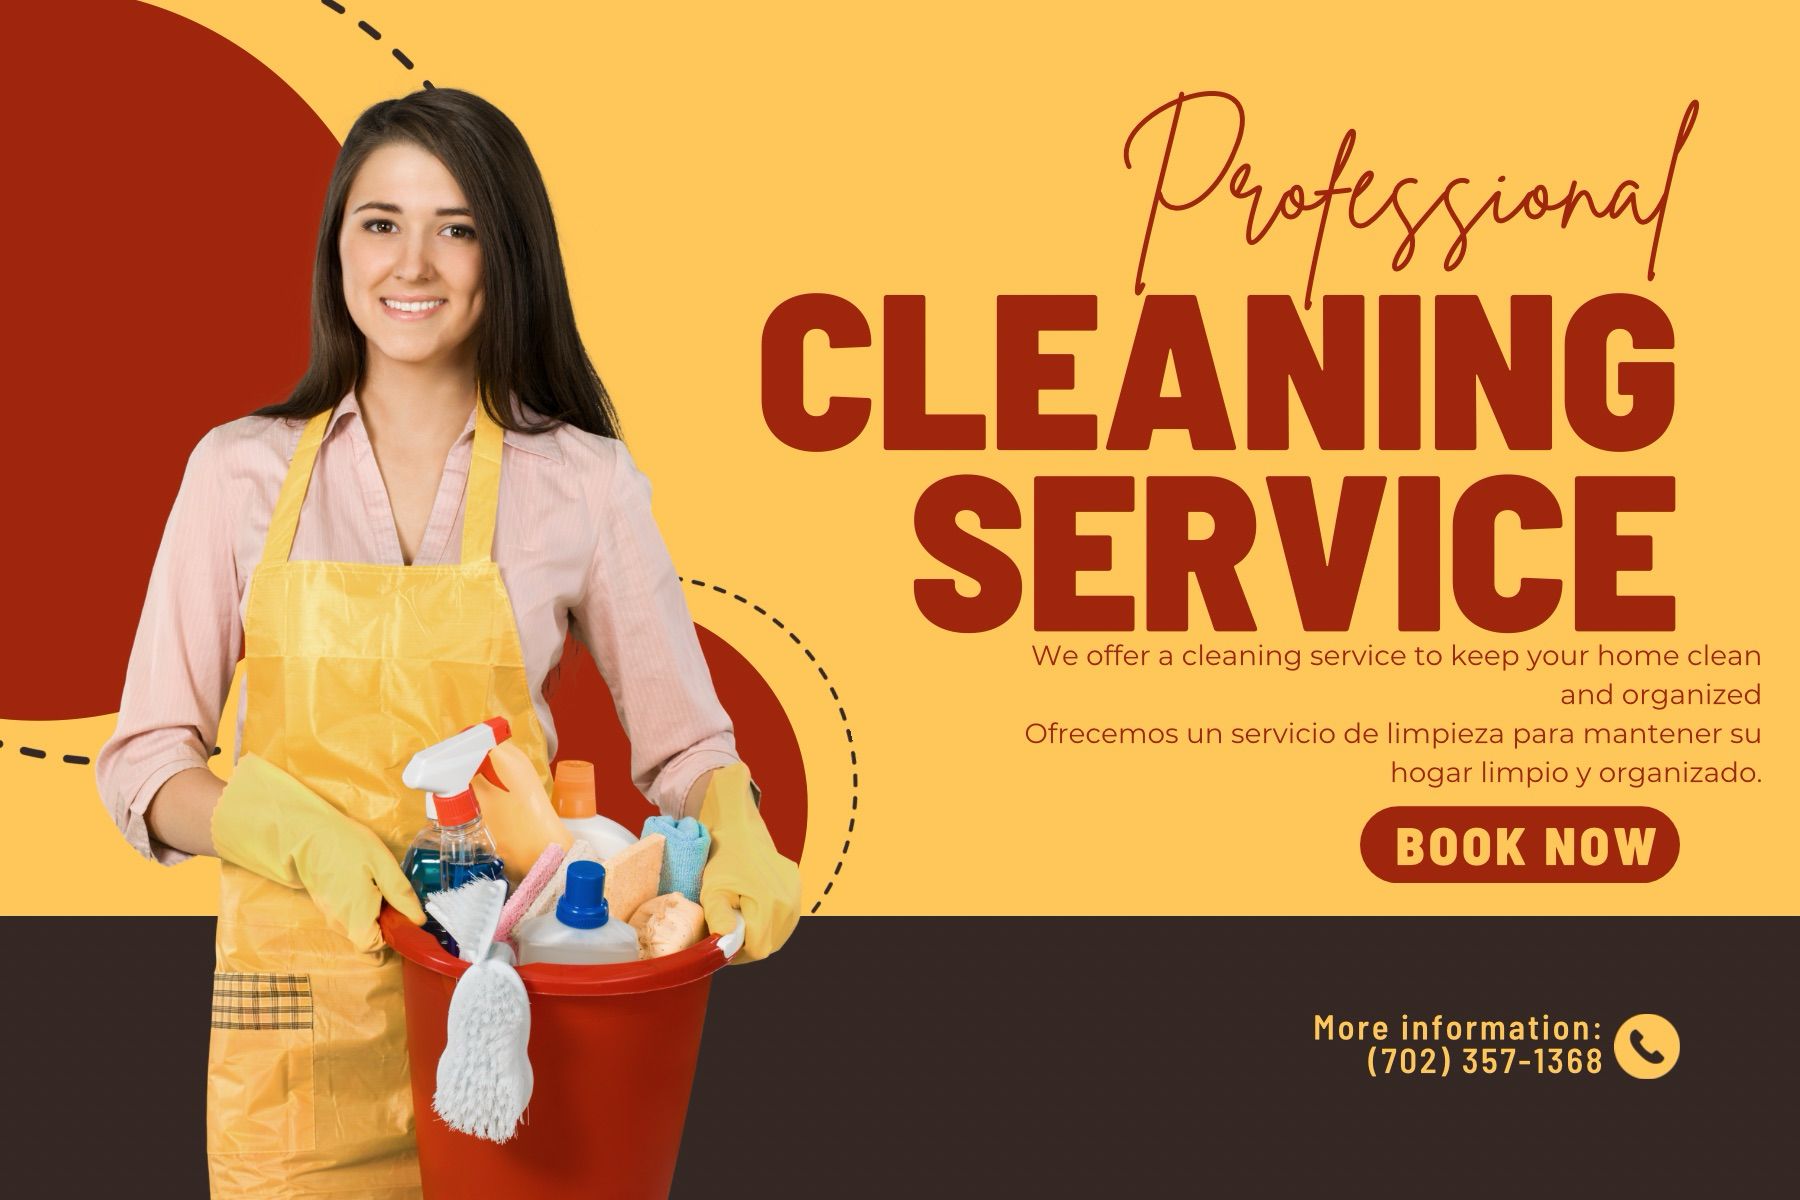 Professional
CLEANING
SERVICE
We offer a cleaning service to keep your home clean
and organized
Ofrecemos un servicio de limpieza para mantener su
hogar limpio y organizado.
BOOK NOW
More information:
(702) 357-1368